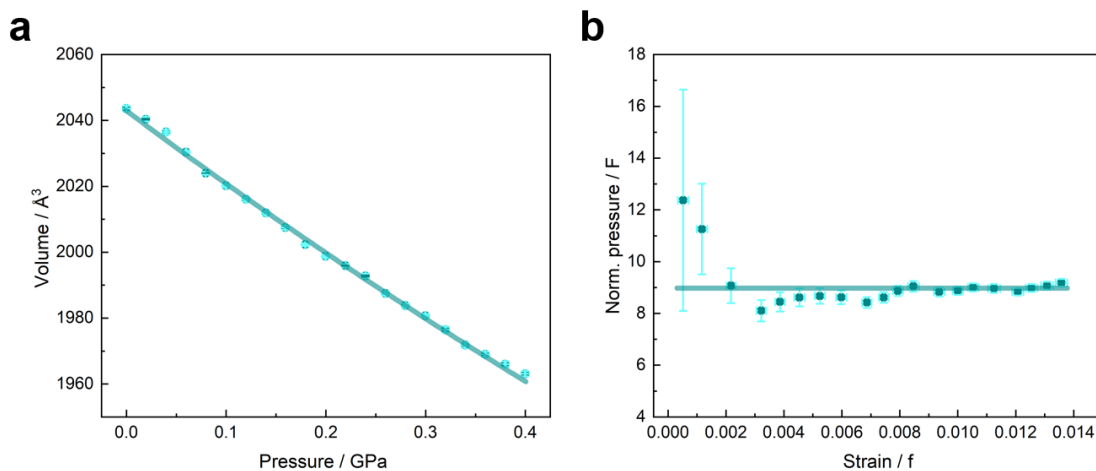 a
2060
2040
2020
2000
1980
1960
Volume / Å³
0.0 0.1 0.2 0.3 0.4
Pressure / GPa
b
18
16
14
12
10
8
6
4
Norm. pressure / F
0.000 0.002 0.004 0.006 0.008 0.010 0.012 0.014
Strain / f